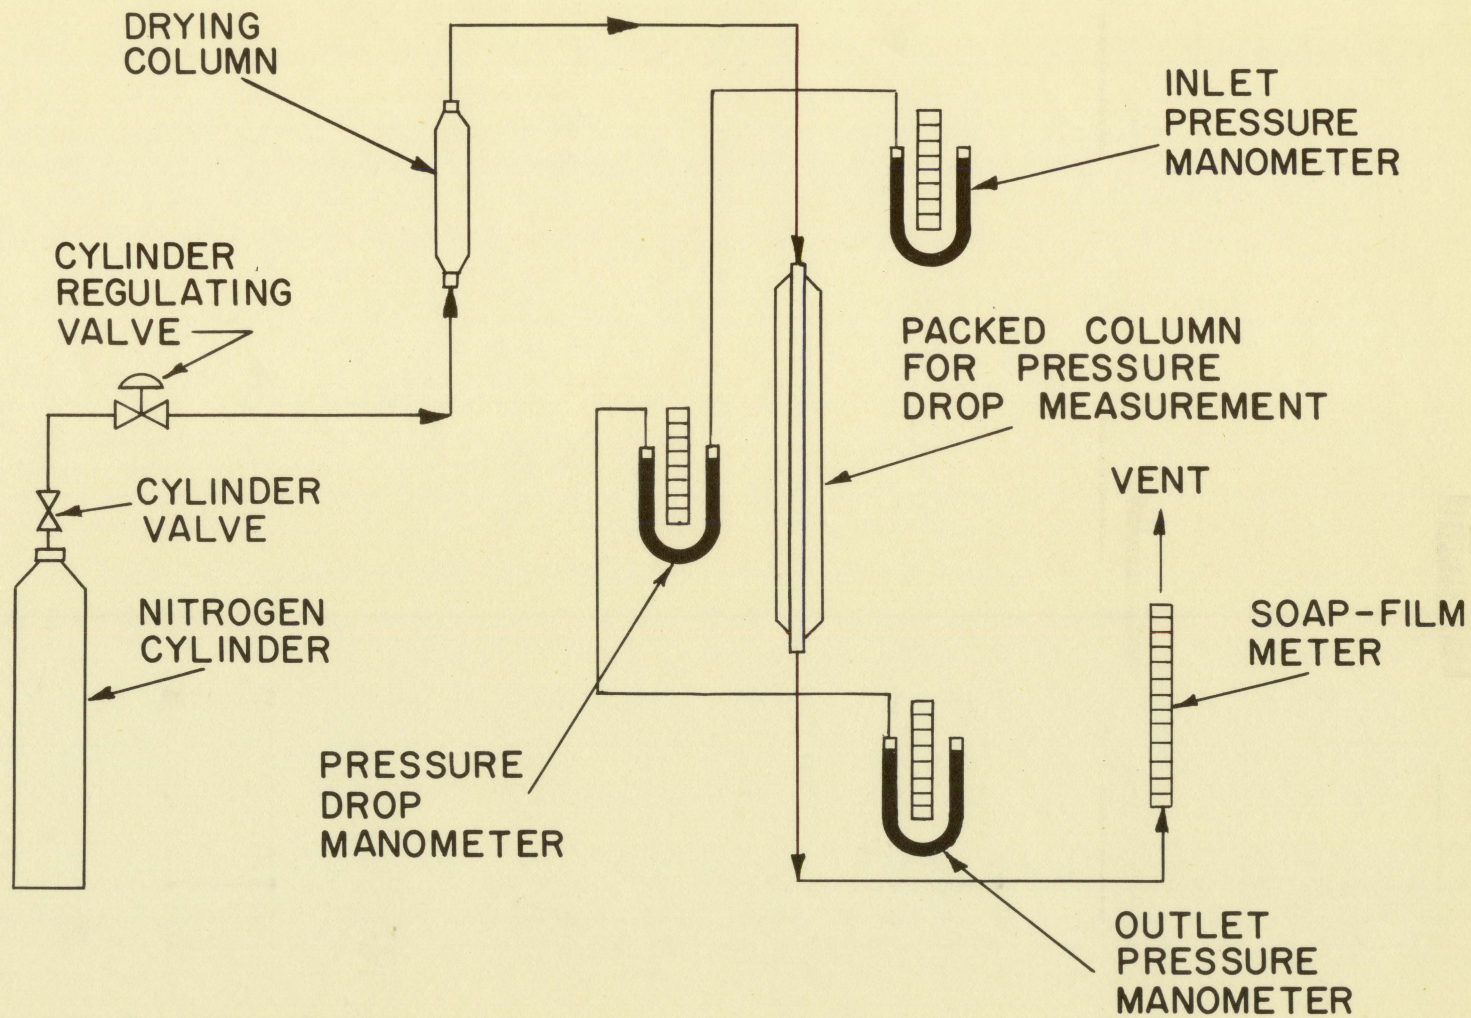 DRYING
COLUMN
INLET
PRESSURE
MANOMETER
CYLINDER
REGULATING
VALVE
PACKED COLUMN
FOR PRESSURE
DROP MEASUREMENT
CYLINDER
VALVE
VENT
NITROGEN
CYLINDER
SOAP-FILM
METER
PRESSURE
DROP
MANOMETER
OUTLET
PRESSURE
MANOMETER